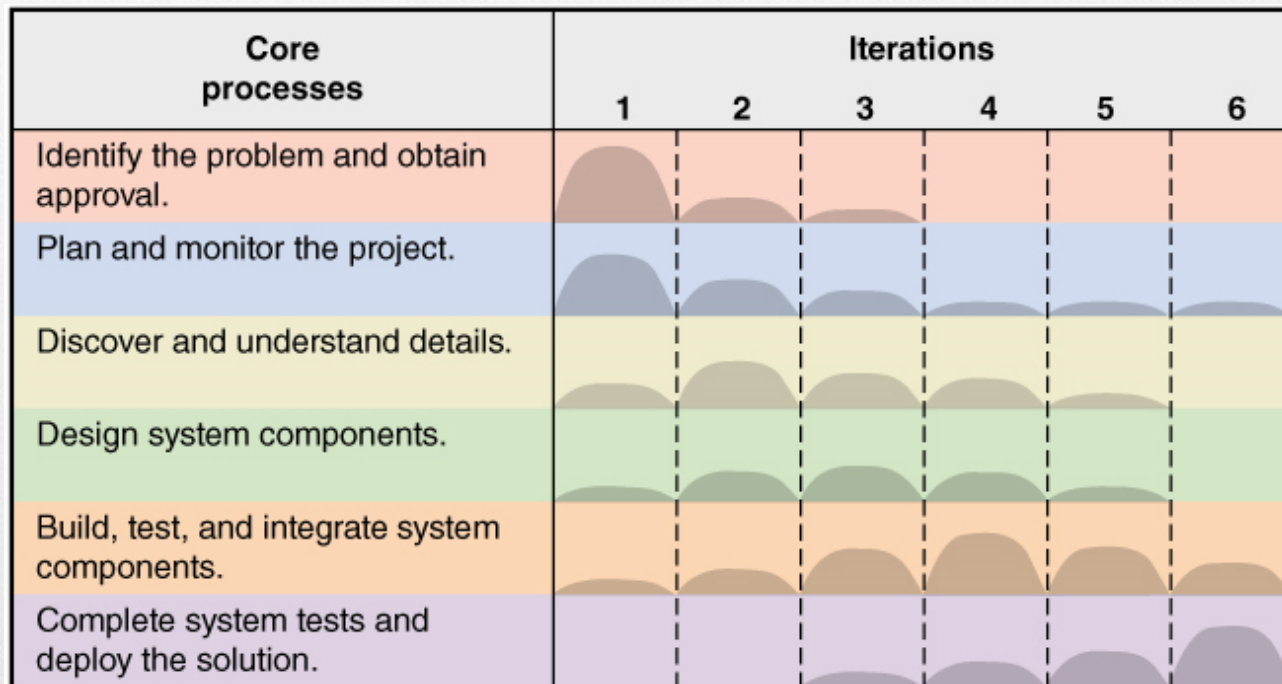 Core
processes
Iterations
1 2 3 4 5 6
Identify the problem and obtain
approval.
Plan and monitor the project.
Discover and understand details.
Design system components.
Build, test, and integrate system
components.
Complete system tests and
deploy the solution.